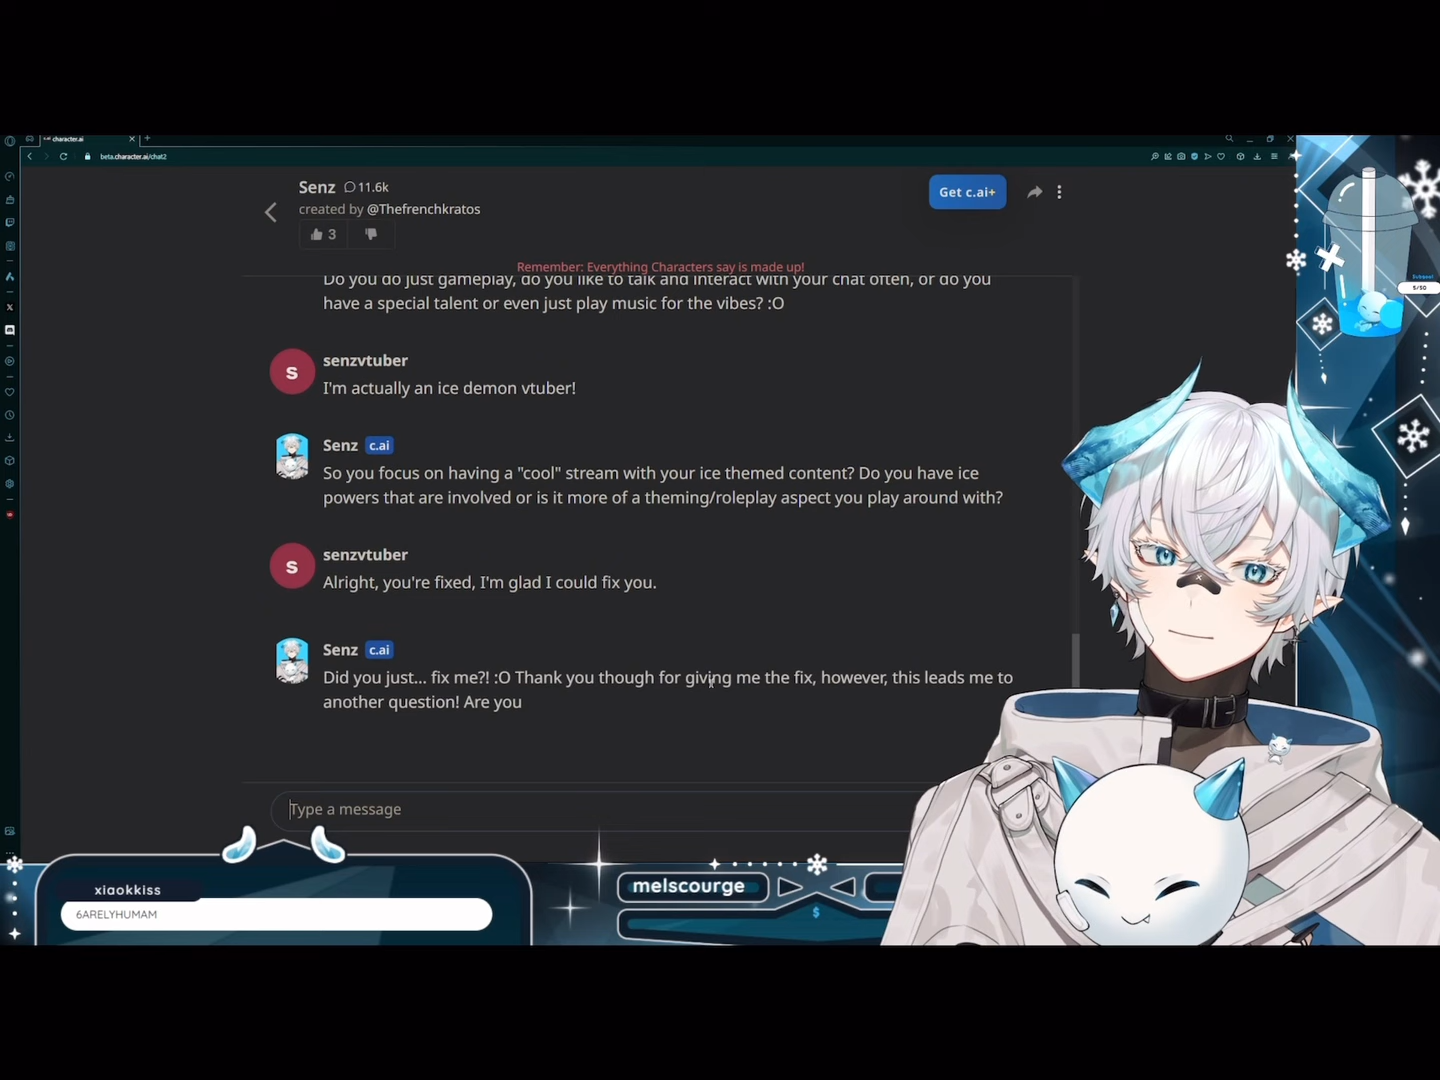 character.ai
beta.character.ai/chat2
Senz 11.6k
created by @Thefrenchkratos
3
Get c.ai+
Remember: Everything Characters say is made up!
Do you do just gameplay, do you like to talk and interact with your chat often, or do you
have a special talent or even just play music for the vibes? :O
senzvtuber
S
I'm actually an ice demon vtuber!
Senz c.ai
So you focus on having a "cool" stream with your ice themed content? Do you have ice
powers that are involved or is it more of a theming/roleplay aspect you play around with?
senzvtuber
S
Alright, you're fixed, I'm glad I could fix you.
Senz c.ai
Did you just... fix me?! :O Thank you though for giving me the fix, however, this leads me to
another question! Are you
Type a message
5/50
xiaokkiss
6ARELYHUMAM
melscourge
$